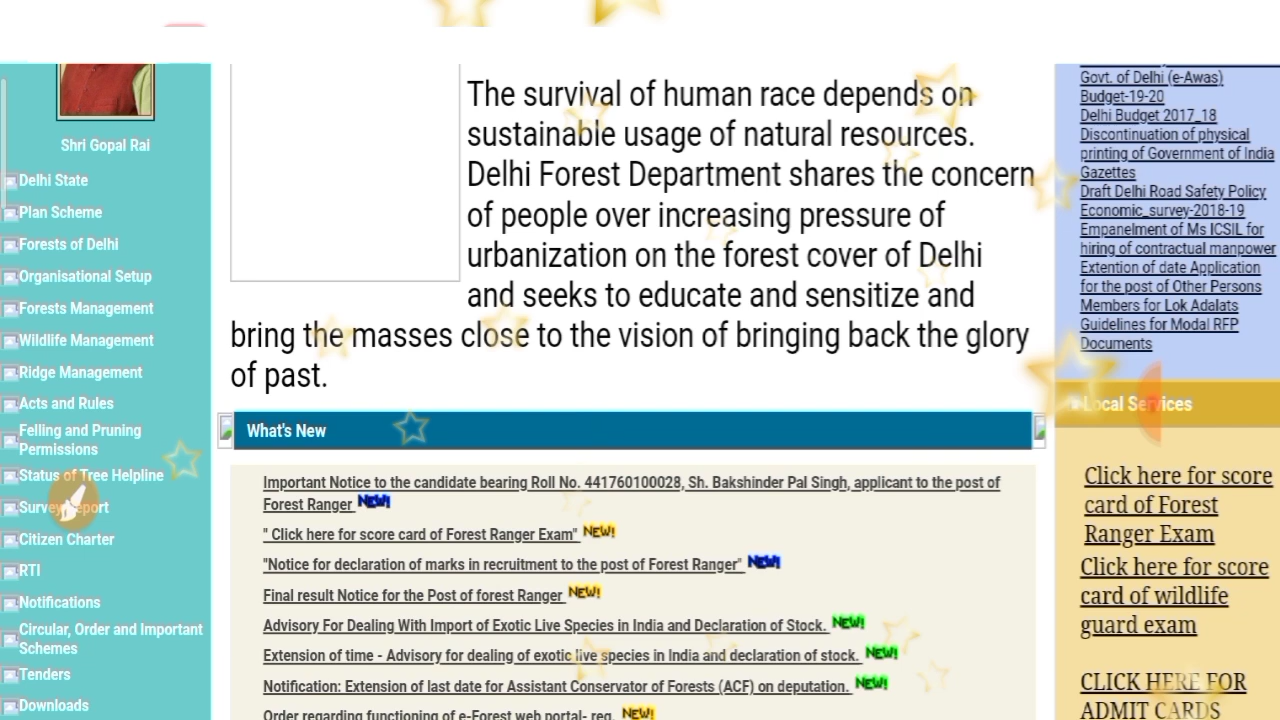 Shri Gopal Rai
Delhi State
Plan Scheme
Forests of Delhi
Organisational Setup
Forests Management
Wildlife Management
Ridge Management
Acts and Rules
Felling and Pruning
Permissions
Status of Tree Helpline
Survey Report
Citizen Charter
RTI
Notifications
Circular, Order and Important
Schemes
Tenders
Downloads
The survival of human race depends on
sustainable usage of natural resources.
Delhi Forest Department shares the concern
of people over increasing pressure of
urbanization on the forest cover of Delhi
and seeks to educate and sensitize and
bring the masses close to the vision of bringing back the glory
of past.
What's New
Important Notice to the candidate bearing Roll No. 441760100028, Sh. Bakshinder Pal Singh, applicant to the post of
Forest Ranger NEW!
" Click here for score card of Forest Ranger Exam" NEW!
"Notice for declaration of marks in recruitment to the post of Forest Ranger" NEW!
Final result Notice for the Post of forest Ranger NEW!
Advisory For Dealing With Import of Exotic Live Species in India and Declaration of Stock. NEW!
Extension of time - Advisory for dealing of exotic live species in India and declaration of stock. NEW!
Notification: Extension of last date for Assistant Conservator of Forests (ACF) on deputation. NEW!
Order regarding functioning of e-Forest web portal- reg. NEW!
Govt. of Delhi (e-Awas)
Budget-19-20
Delhi Budget 2017_18
Discontinuation of physical
printing of Government of India
Gazettes
Draft Delhi Road Safety Policy
Economic_survey-2018-19
Empanelment of Ms ICSIL for
hiring of contractual manpower
Extention of date Application
for the post of Other Persons
Members for Lok Adalats
Guidelines for Modal RFP
Documents
Local Services
Click here for score
card of Forest
Ranger Exam
Click here for score
card of wildlife
guard exam
CLICK HERE FOR
ADMIT CARDS